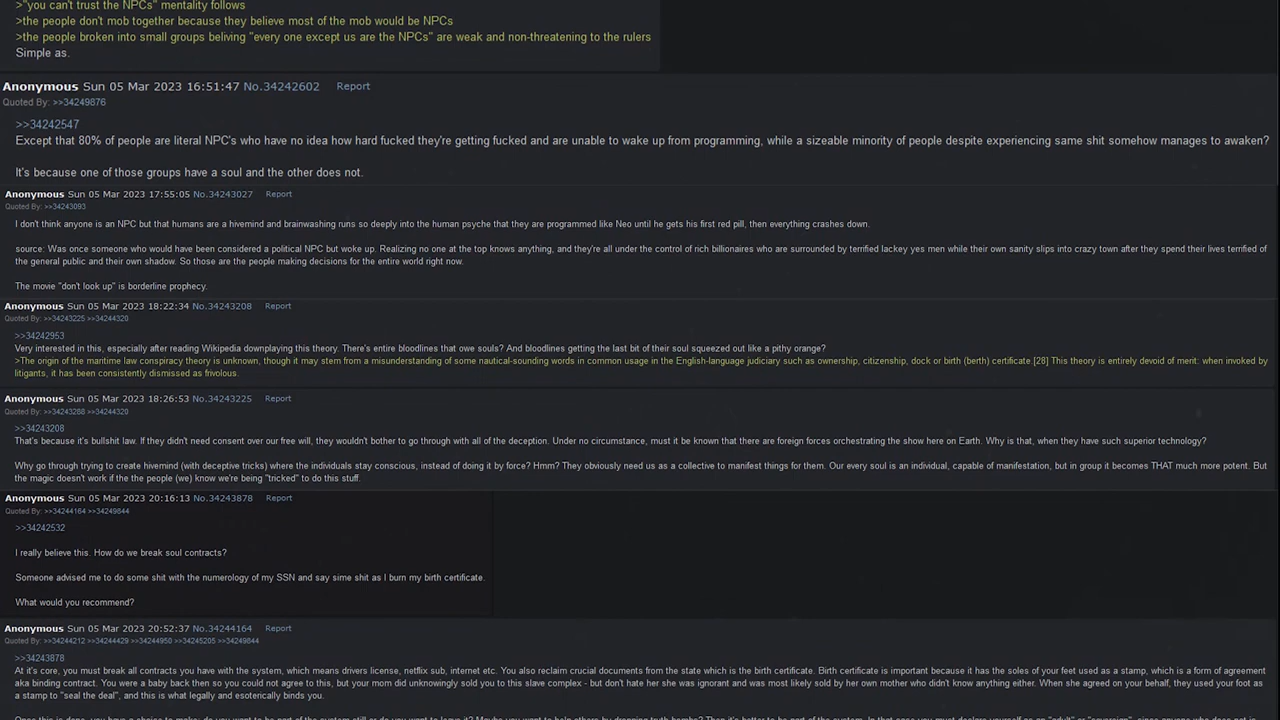 >"you can't trust the NPCs" mentality follows
>the people don't mob together because they believe most of the mob would be NPCs
>the people broken into small groups beliving "every one except us are the NPCs" are weak and non-threatening to the rulers
Simple as.
Anonymous Sun 05 Mar 2023 16:51:47 No.34242602 Report
Quoted By: >>34249876
>>34242547
Except that 80% of people are literal NPC's who have no idea how hard fucked they're getting fucked and are unable to wake up from programming, while a sizeable minority of people despite experiencing same shit somehow manages to awaken?
It's because one of those groups have a soul and the other does not.
Anonymous Sun 05 Mar 2023 17:55:05 No.34243027 Report
Quoted By: >>34243093
I don't think anyone is an NPC but that humans are a hivemind and brainwashing runs so deeply into the human psyche that they are programmed like Neo until he gets his first red pill, then everything crashes down.
source: Was once someone who would have been considered a political NPC but woke up. Realizing no one at the top knows anything, and they're all under the control of rich billionaires who are surrounded by terrified lackey yes men while their own sanity slips into crazy town after they spend their lives terrified of
the general public and their own shadow. So those are the people making decisions for the entire world right now.
The movie "don't look up" is borderline prophecy.
Anonymous Sun 05 Mar 2023 18:22:34 No.34243208 Report
Quoted By: >>34243225 >>34244320
>>34242953
Very interested in this, especially after reading Wikipedia downplaying this theory. There's entire bloodlines that owe souls? And bloodlines getting the last bit of their soul squeezed out like a pithy orange?
>The origin of the maritime law conspiracy theory is unknown, though it may stem from a misunderstanding of some nautical-sounding words in common usage in the English-language judiciary such as ownership, citizenship, dock or birth (berth) certificate.[28] This theory is entirely devoid of merit: when invoked by
litigants, it has been consistently dismissed as frivolous.
Anonymous Sun 05 Mar 2023 18:26:53 No.34243225 Report
Quoted By: >>34243288 >>34244320
>>34243208
That's because it's bullshit law. If they didn't need consent over our free will, they wouldn't bother to go through with all of the deception. Under no circumstance, must it be known that there are foreign forces orchestrating the show here on Earth. Why is that, when they have such superior technology?
Why go through trying to create hivemind (with deceptive tricks) where the individuals stay conscious, instead of doing it by force? Hmm? They obviously need us as a collective to manifest things for them. Our every soul is an individual, capable of manifestation, but in group it becomes THAT much more potent. But
the magic doesn't work if the the people (we) know we're being "tricked" to do this stuff.
Anonymous Sun 05 Mar 2023 20:16:13 No.34243878 Report
Quoted By: >>34244164 >>34249844
>>34242532
I really believe this. How do we break soul contracts?
Someone advised me to do some shit with the numerology of my SSN and say sime shit as I burn my birth certificate.
What would you recommend?
Anonymous Sun 05 Mar 2023 20:52:37 No.34244164 Report
Quoted By: >>34244212 >>34244429 >>34244950 >>34245205 >>34249844
>>34243878
At it's core, you must break all contracts you have with the system, which means drivers license, netflix sub, internet etc. You also reclaim crucial documents from the state which is the birth certificate. Birth certificate is important because it has the soles of your feet used as a stamp, which is a form of agreement
aka binding contract. You were a baby back then so you could not agree to this, but your mom did unknowingly sold you to this slave complex - but don't hate her she was ignorant and was most likely sold by her own mother who didn't know anything either. When she agreed on your behalf, they used your foot as
a stamp to "seal the deal", and this is what legally and esoterically binds you.